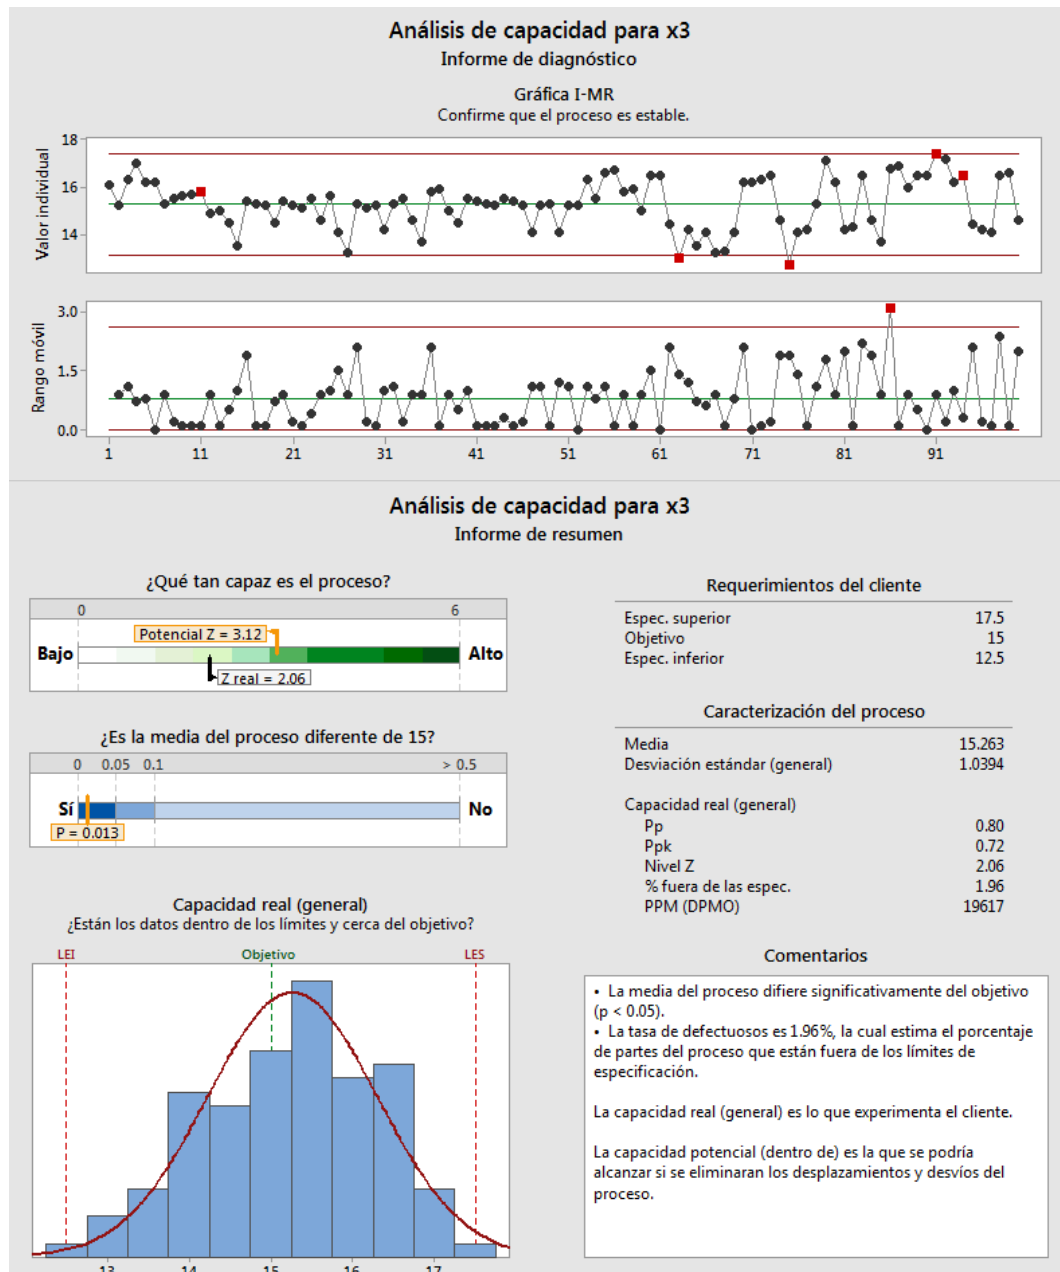 Análisis de capacidad para x3
Informe de diagnóstico
Gráfica I-MR
Confirme que el proceso es estable.
Valor individual
18
16
14
Rango móvil
3.0
1.5
0.0
1 11 21 31 41 51 61 71 81 91
Análisis de capacidad para x3
Informe de resumen
¿Qué tan capaz es el proceso?
0 6
Potencial Z = 3.12
Bajo Alto
Z real = 2.06
¿Es la media del proceso diferente de 15?
0 0.05 0.1 > 0.5
Sí No
P = 0.013
Capacidad real (general)
¿Están los datos dentro de los límites y cerca del objetivo?
LEI Objetivo LES
13 14 15 16 17
Requerimientos del cliente
Espec. superior 17.5
Objetivo 15
Espec. inferior 12.5
Caracterización del proceso
Media 15.263
Desviación estándar (general) 1.0394
Capacidad real (general)
Pp 0.80
Ppk 0.72
Nivel Z 2.06
% fuera de las espec. 1.96
PPM (DPMO) 19617
Comentarios
• La media del proceso difiere significativamente del objetivo
(p < 0.05).
• La tasa de defectuosos es 1.96%, la cual estima el porcentaje
de partes del proceso que están fuera de los límites de
especificación.
La capacidad real (general) es lo que experimenta el cliente.
La capacidad potencial (dentro de) es la que se podría
alcanzar si se eliminaran los desplazamientos y desvíos del
proceso.